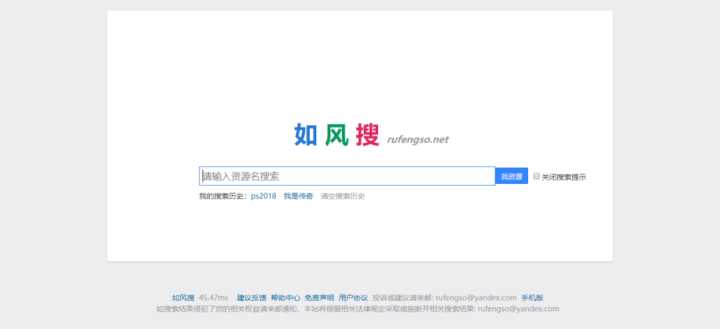 如风搜 rufengso.net
请输入资源名搜索 找资源 关闭搜索提示
我的搜索历史：ps2018 我是传奇 清空搜索历史
如风搜 45.47ms 建议反馈 帮助中心 免责声明 用户协议 投诉或建议请来邮: rufengso@yandex.com 手机版
如搜索结果侵犯了您的相关权益请来邮通知，本站将根据相关法律规定采取措施断开相关搜索结果: rufengso@yandex.com